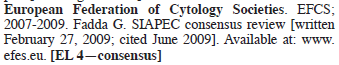 European Federation of Cytology Societies. EFCS;
2007-2009. Fadda G. SIAPEC consensus review [written
February 27, 2009; cited June 2009]. Available at: www.
efes.eu. [EL 4—consensus]